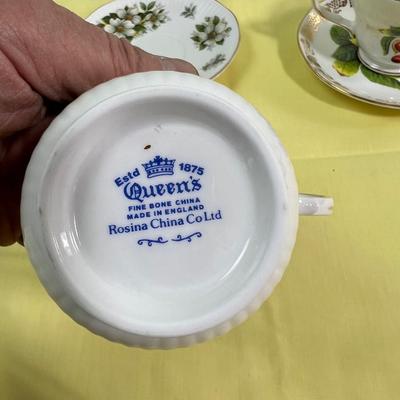 Estd 1875
Queen's
FINE BONE CHINA
MADE IN ENGLAND
Rosina China Co Ltd